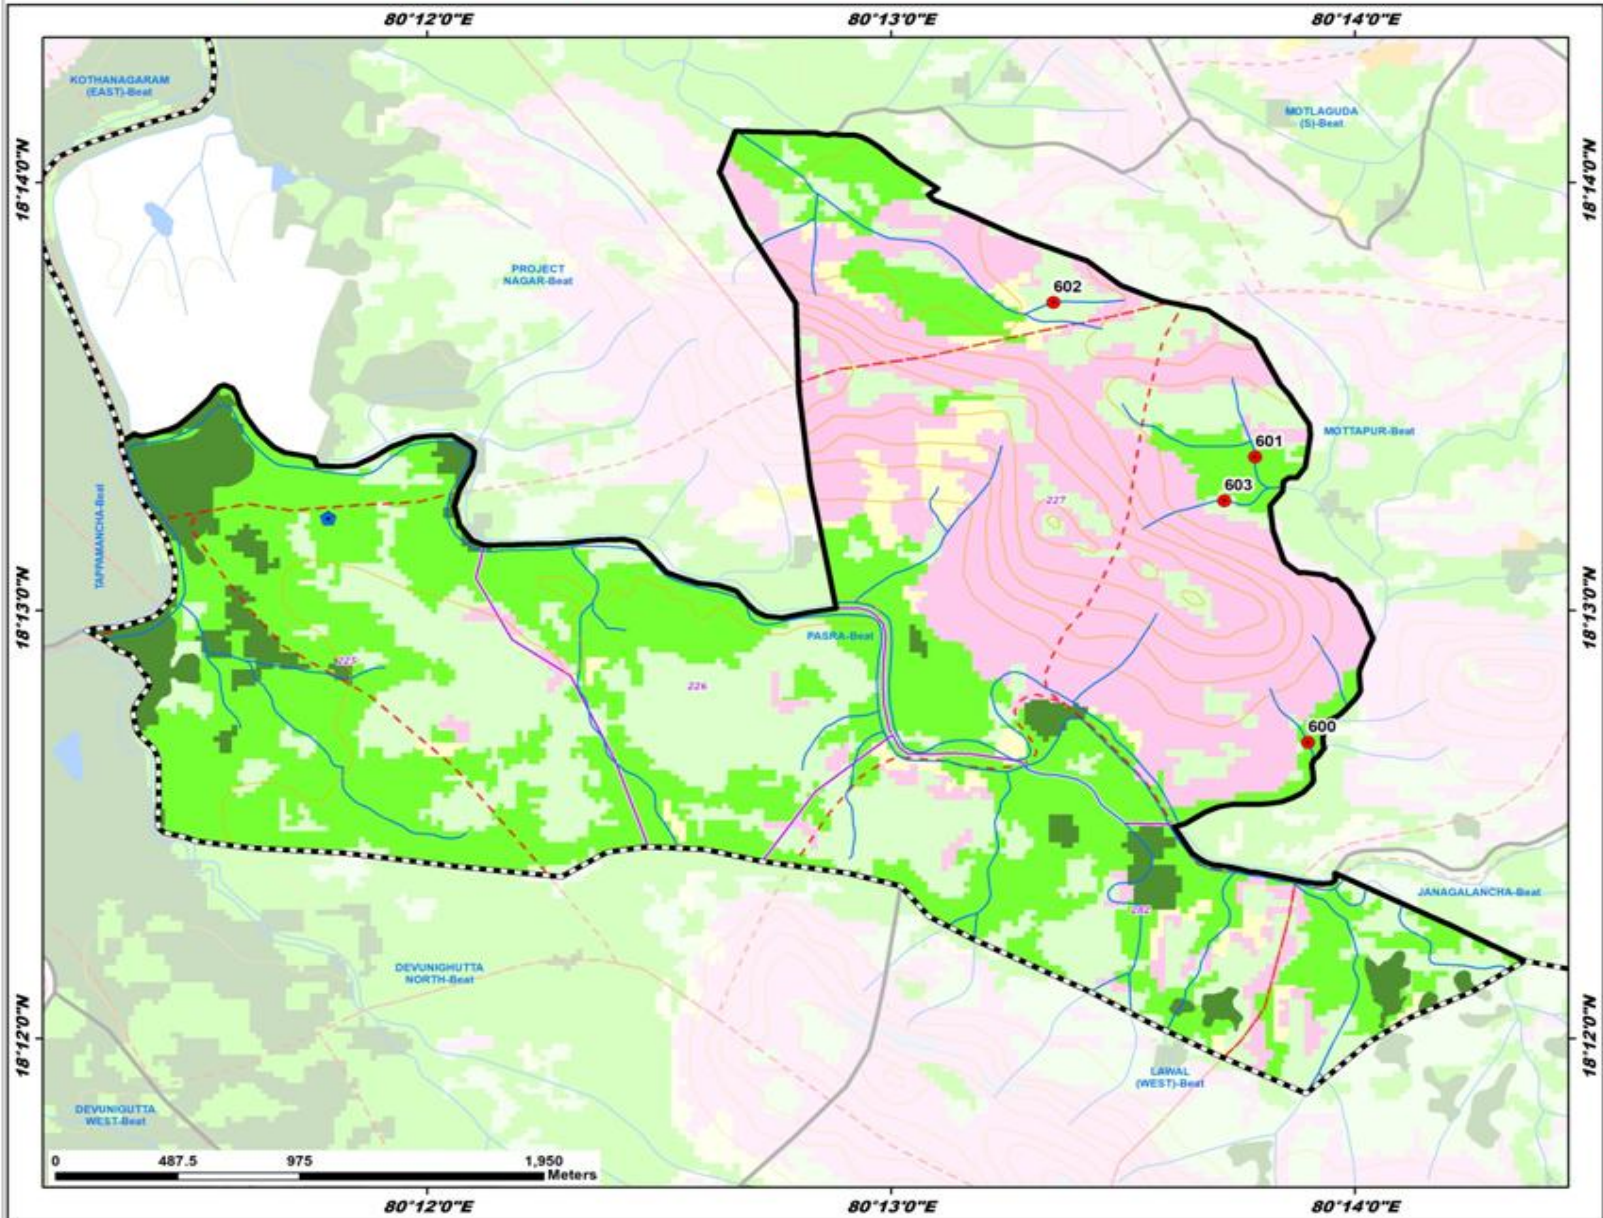 80°12'0"E
80°13'0"E
80°14'0"E
KOTHANAGARAM
(EAST)-Beat
MOTLAGUDA
(S)-Beat
18°14'0"N
18°14'0"N
PROJECT
NAGAR-Beat
602
MOTTAPUR-Beat
601
603
227
TAPPAMANCHA-Beat
18°13'0"N
18°13'0"N
PASRA-Beat
225
226
600
JANAGALANCHA-Beat
282
DEVUNIGHUTTA
NORTH-Beat
18°12'0"N
18°12'0"N
LAWAL
(WEST)-Beat
DEVUNIGUTTA
WEST-Beat
0
487.5
975
1,950
Meters
80°12'0"E
80°13'0"E
80°14'0"E